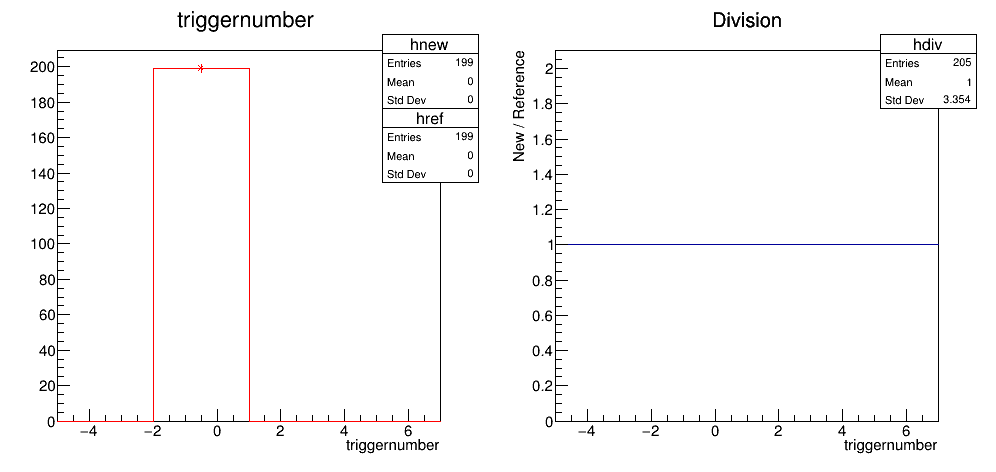 triggernumber
hnew
Entries 199
Mean 0
Std Dev 0
href
Entries 199
Mean 0
Std Dev 0
200
180
160
140
120
100
80
60
40
20
0
−4 −2 0 2 4 6
triggernumber
Division
hdiv
Entries 205
Mean 1
Std Dev 3.354
New / Reference
2
1.8
1.6
1.4
1.2
1
0.8
0.6
0.4
0.2
0
−4 −2 0 2 4 6
triggernumber